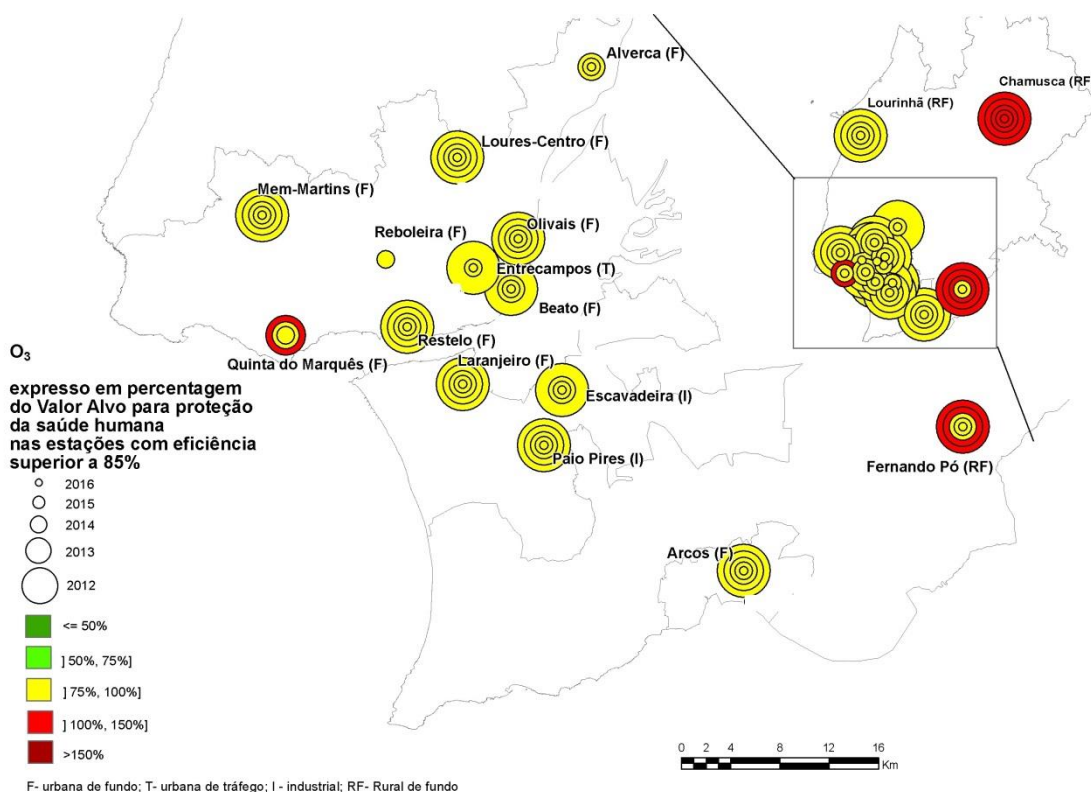 Alverca (F)
Chamusca (RF
Lourinhã (RF)
Loures-Centro (F)
Mem-Martins (F)
Olivais (F)
Reboleira (F)
Entrecampos (T)
Beato (F)
Restelo (F)
Quinta do Marquês (F)
Laranjeiro (F)
Escavadeira (I)
Paio Pires (I)
Fernando Pó (RF)
Arcos (F)
O3
expresso em percentagem
do Valor Alvo para proteção
da saúde humana
nas estações com eficiência
superior a 85%
2016
2015
2014
2013
2012
<= 50%
] 50%, 75%]
] 75%, 100%]
] 100%, 150%]
>150%
0 2 4 8 12 16
Km
F- urbana de fundo; T- urbana de tráfego; I - industrial; RF- Rural de fundo